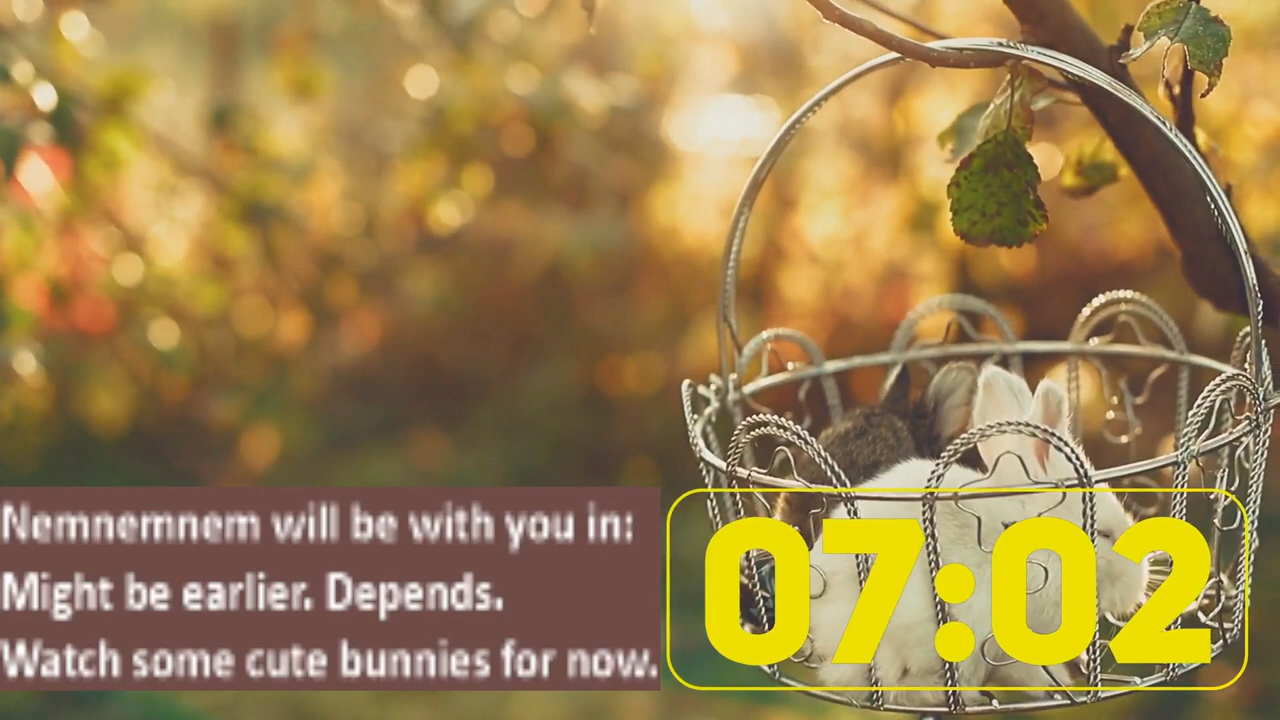 Nemnemnem will be with you in:
Might be earlier. Depends.
Watch some cute bunnies for now.
07:02